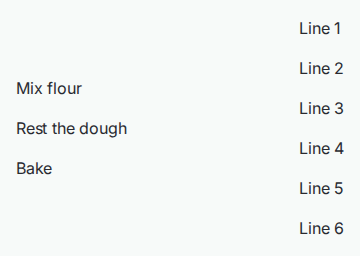 Mix flour
Rest the dough
Bake
Line 1
Line 2
Line 3
Line 4
Line 5
Line 6